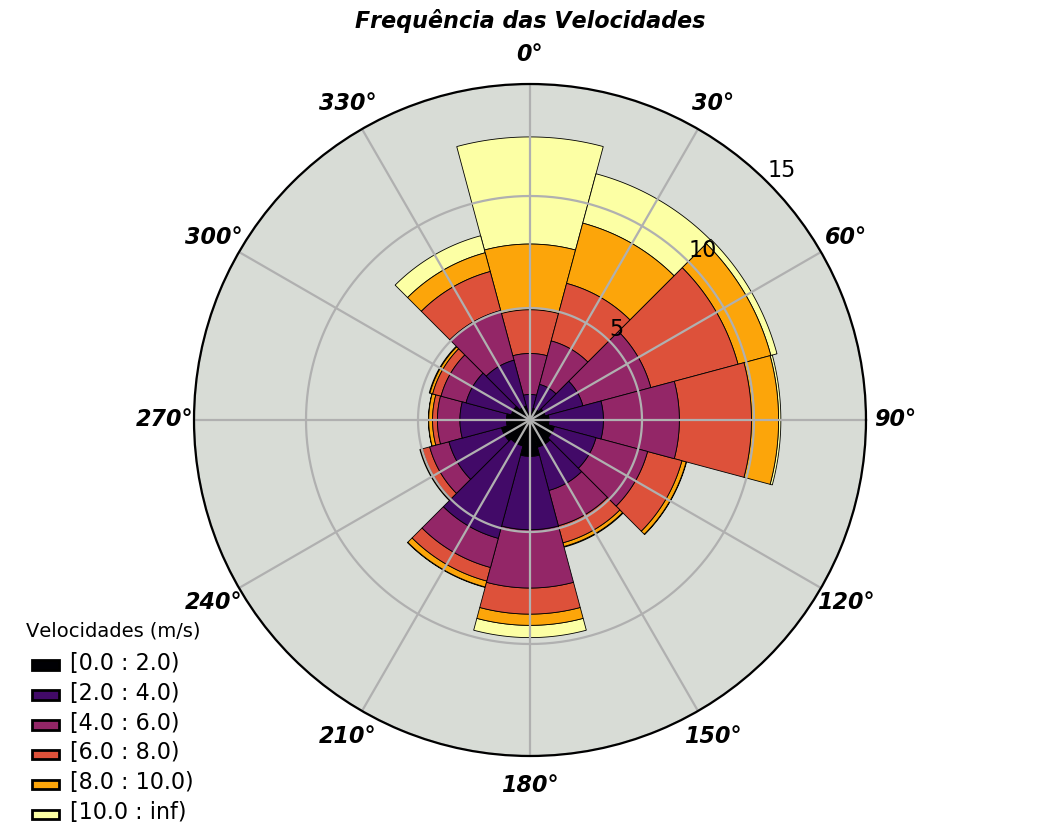 Frequência das Velocidades
0°
330°
30°
15
300°
60°
10
5
270°
90°
240°
120°
210°
150°
180°
Velocidades (m/s)
[0.0 : 2.0)
[2.0 : 4.0)
[4.0 : 6.0)
[6.0 : 8.0)
[8.0 : 10.0)
[10.0 : inf)